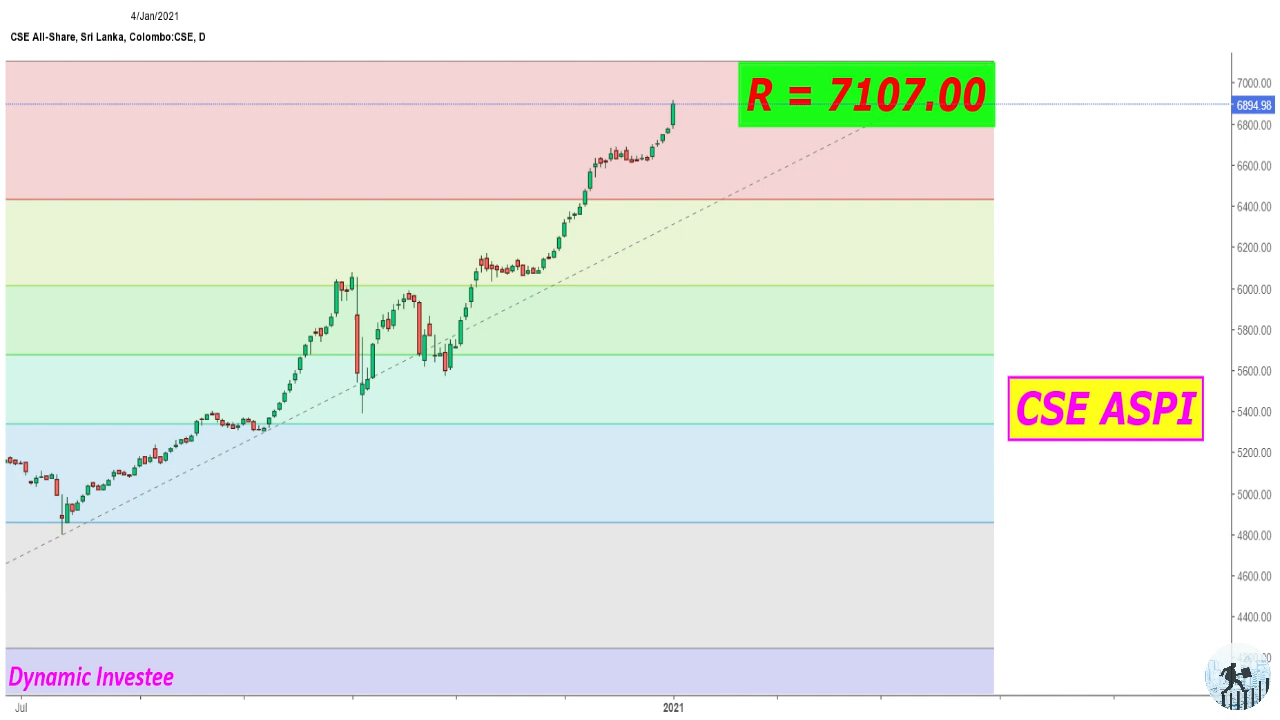 4/Jan/2021
CSE All-Share, Sri Lanka, Colombo:CSE, D
R = 7107.00
7000.00
6894.98
6800.00
6600.00
6400.00
6200.00
6000.00
5800.00
5600.00
CSE ASPI
5400.00
5200.00
5000.00
4800.00
4600.00
4400.00
4200.00
Dynamic Investee
Jul
2021